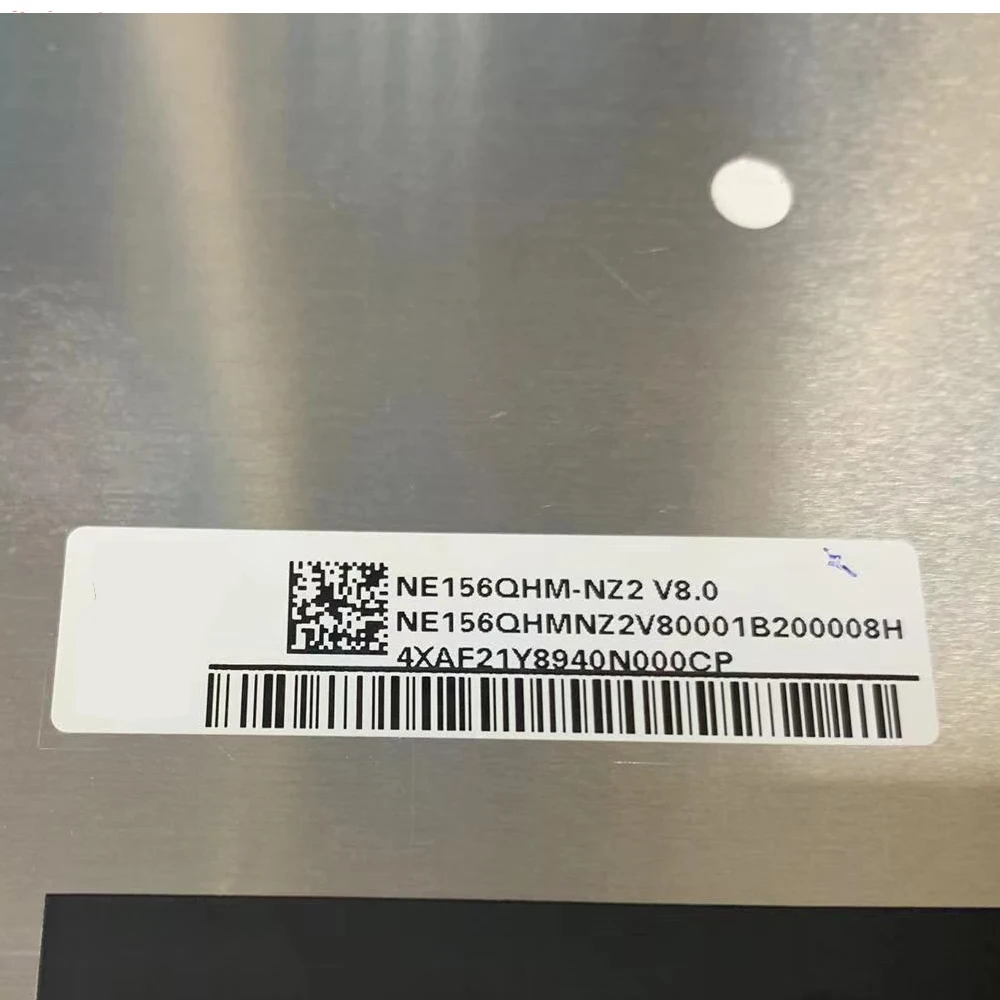 NE156QHM-NZ2 V8.0
NE156QHMNZ2V80001B200008H
4XAF21Y8940N000CP